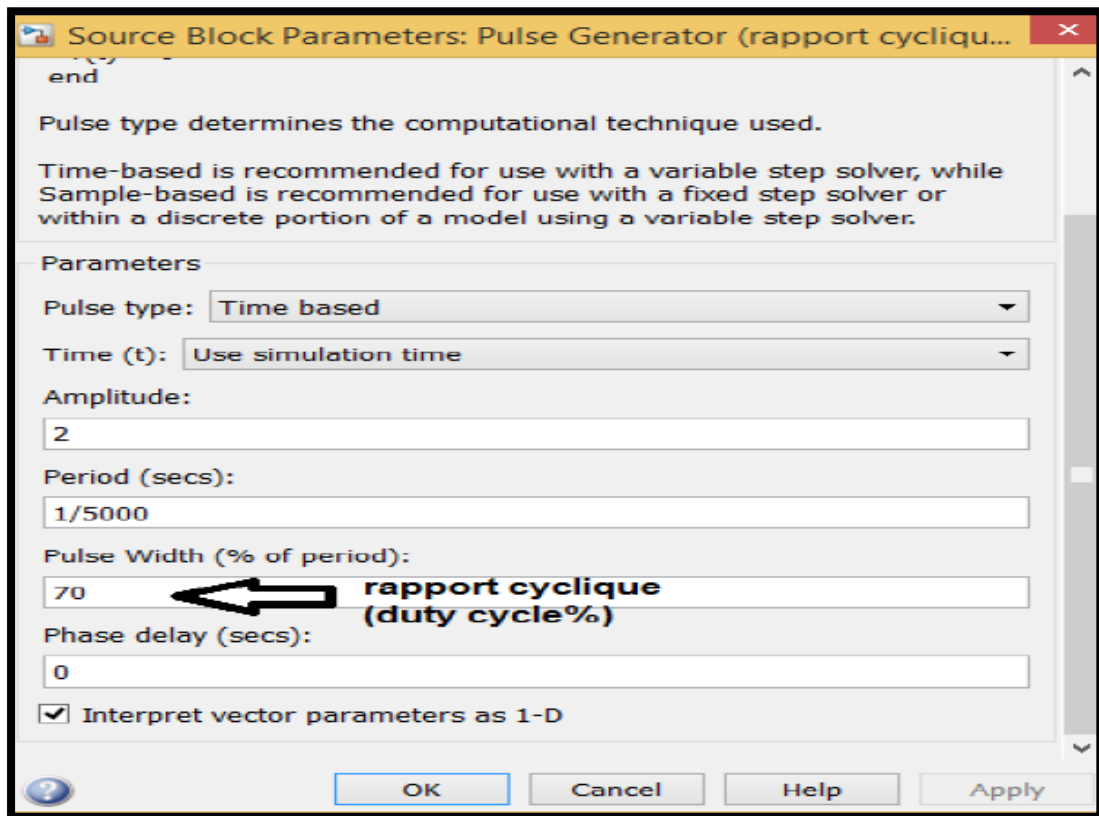 Source Block Parameters: Pulse Generator (rapport cycliqu...
end
Pulse type determines the computational technique used.
Time-based is recommended for use with a variable step solver, while
Sample-based is recommended for use with a fixed step solver or
within a discrete portion of a model using a variable step solver.
Parameters
Pulse type: Time based
Time (t): Use simulation time
Amplitude:
2
Period (secs):
1/5000
Pulse Width (% of period):
70 rapport cyclique
(duty cycle%)
Phase delay (secs):
0
Interpret vector parameters as 1-D
OK Cancel Help Apply